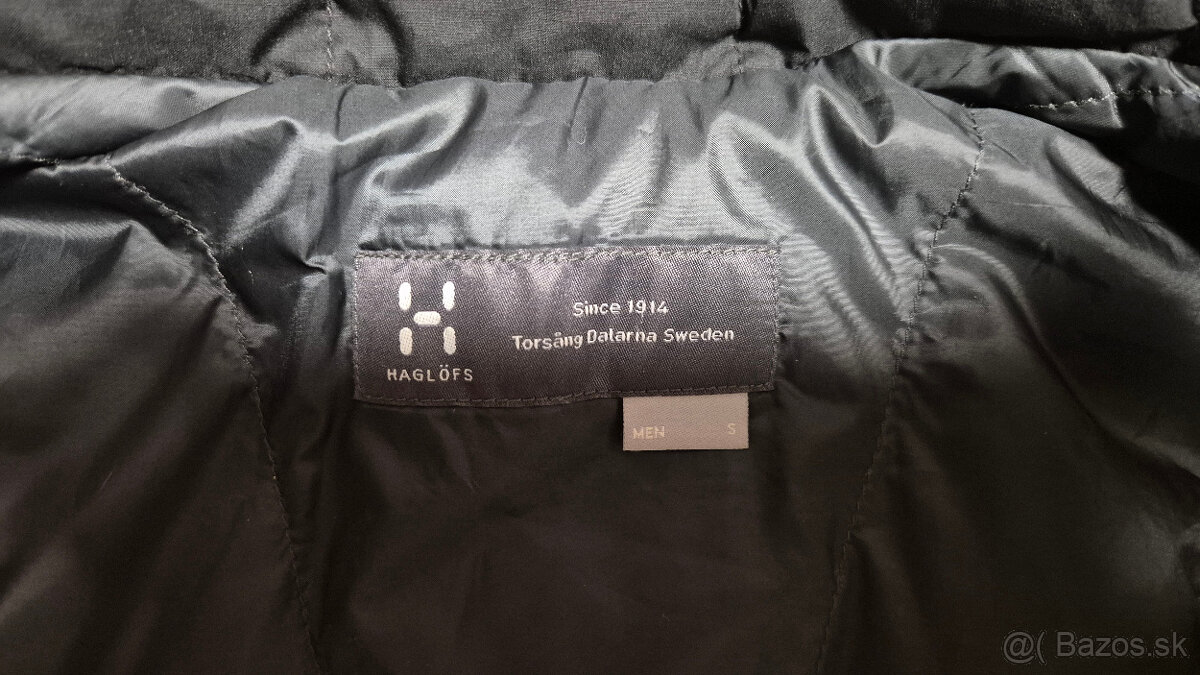 Since 1914
Torsång Dalarna Sweden
HAGLÖFS
MEN S
@( Bazos.sk